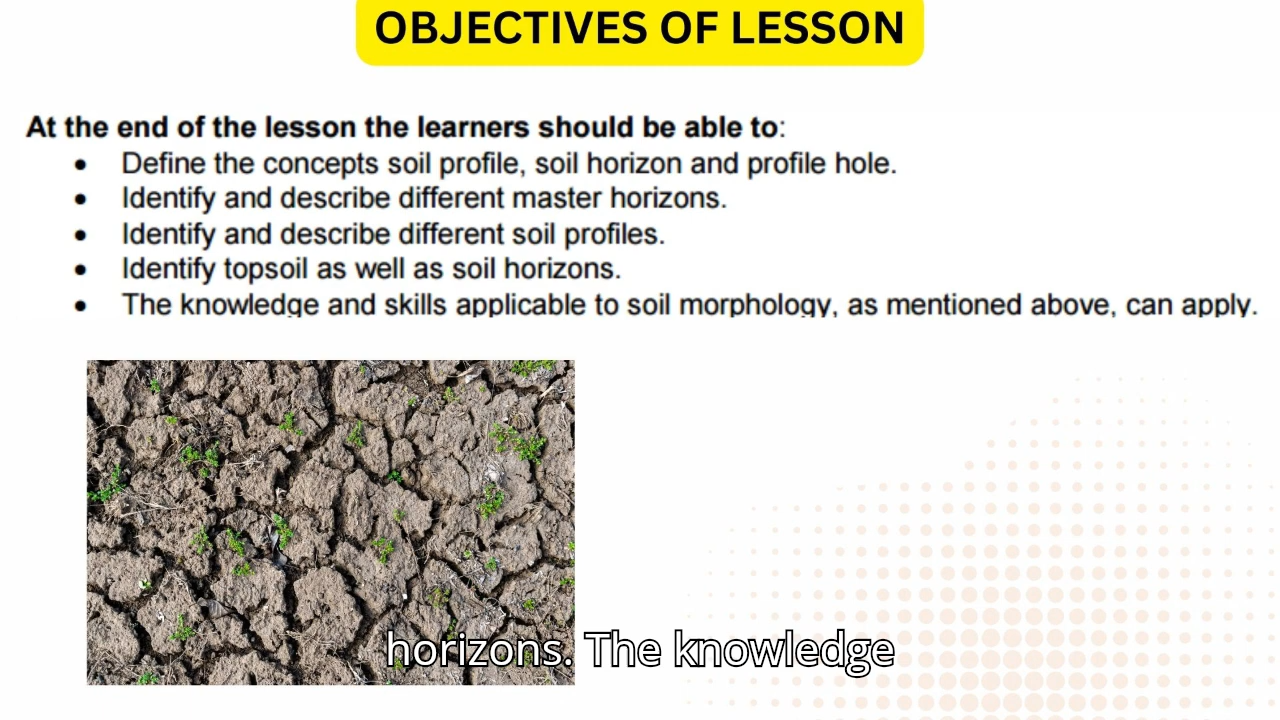 OBJECTIVES OF LESSON
At the end of the lesson the learners should be able to:
• Define the concepts soil profile, soil horizon and profile hole.
• Identify and describe different master horizons.
• Identify and describe different soil profiles.
• Identify topsoil as well as soil horizons.
• The knowledge and skills applicable to soil morphology, as mentioned above, can apply.
horizons. The knowledge